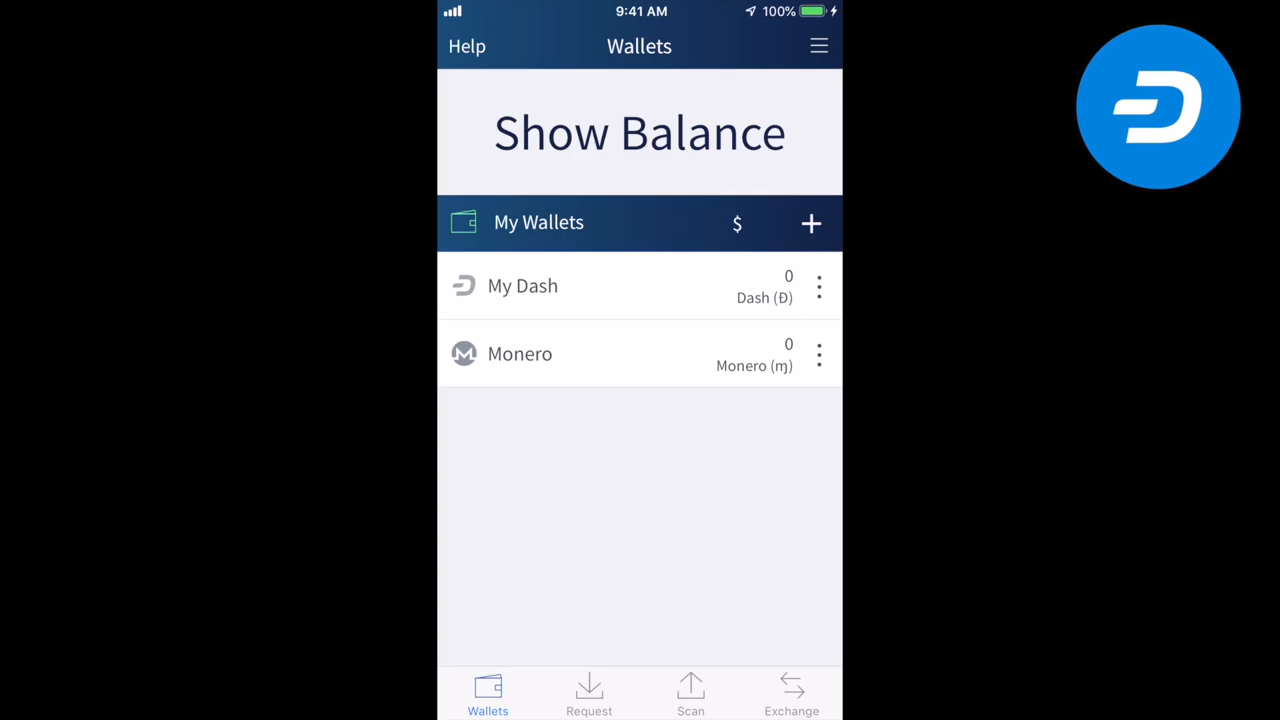 9:41 AM 100%
Help Wallets
Show Balance
My Wallets $ +
My Dash 0
Dash (Đ)
Monero 0
Monero (ɱ)
Wallets Request Scan Exchange